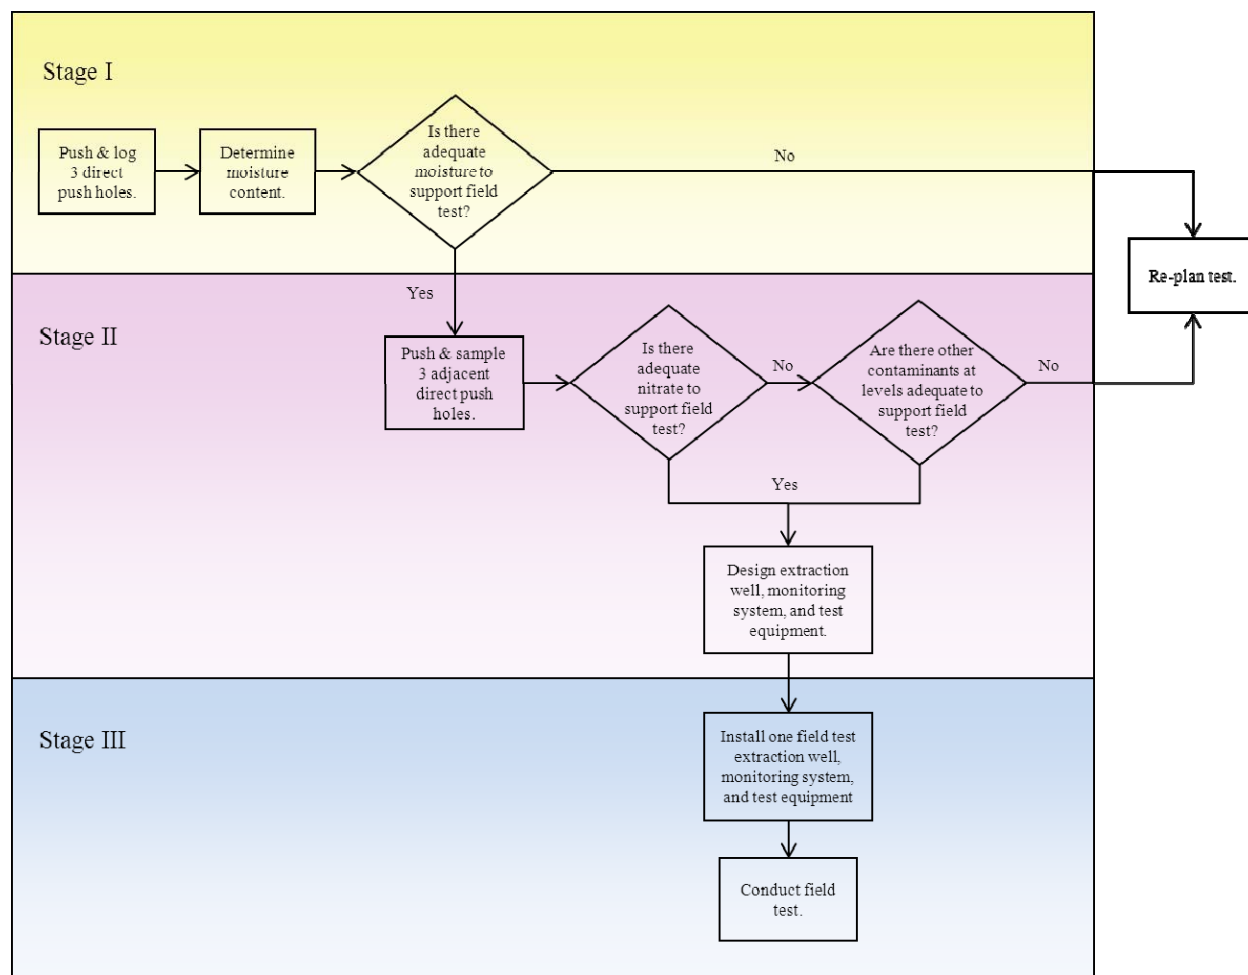 Stage I
Push & log
3 direct
push holes.
Determine
moisture
content.
Is there
adequate
moisture to
support field
test?
No
Re-plan test.
Yes
Stage II
Push & sample
3 adjacent
direct push
holes.
Is there
adequate
nitrate to
support field
test?
No
Are there other
contaminants at
levels adequate to
support field
test?
No
Yes
Design extraction
well, monitoring
system, and test
equipment.
Stage III
Install one field test
extraction well,
monitoring system,
and test equipment
Conduct field
test.